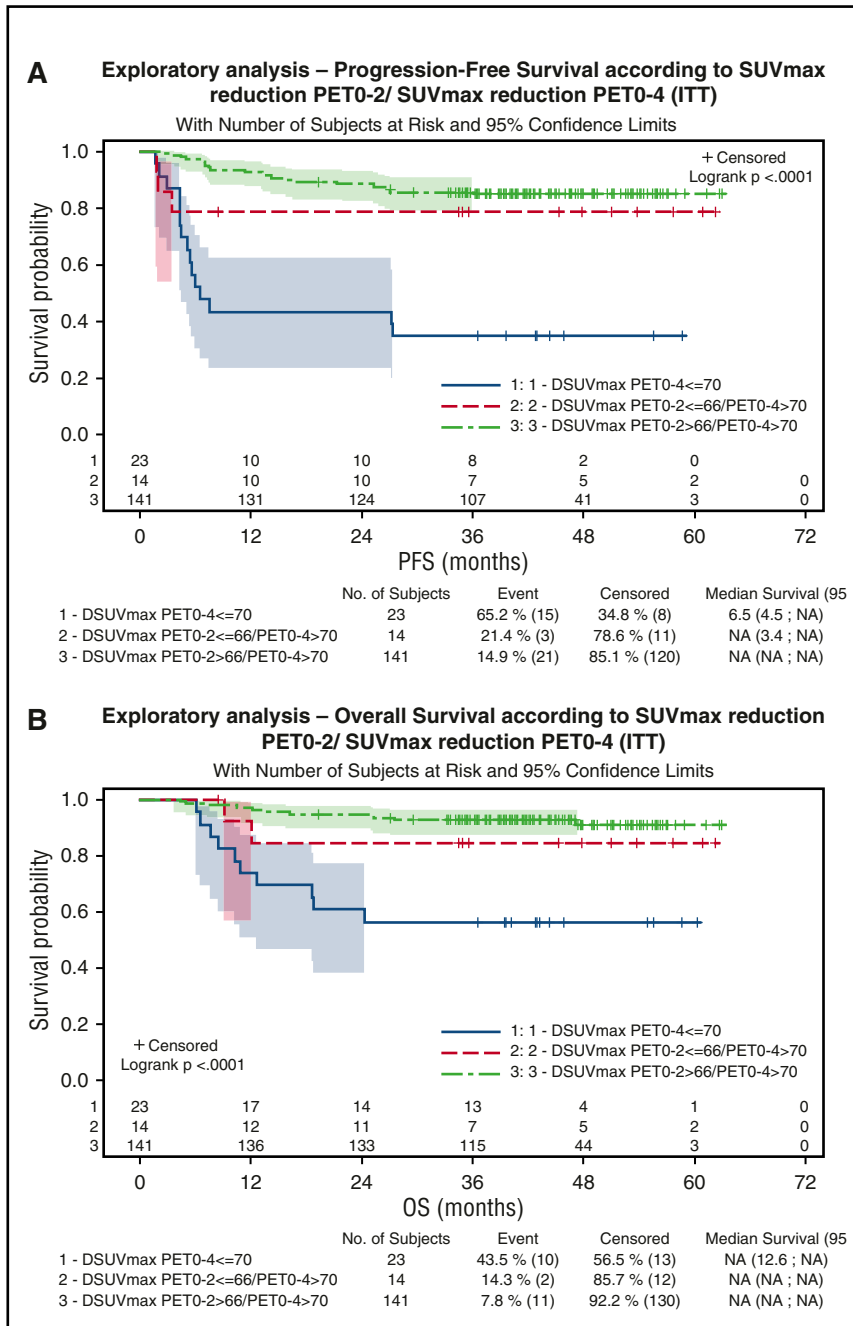 A
Exploratory analysis – Progression-Free Survival according to SUVmax
reduction PET0-2/ SUVmax reduction PET0-4 (ITT)
With Number of Subjects at Risk and 95% Confidence Limits
+ Censored
Logrank p <.0001
Survival probability
1.0
0.8
0.6
0.4
0.2
0.0
1: 1 - DSUVmax PET0-4<=70
2: 2 - DSUVmax PET0-2<=66/PET0-4>70
3: 3 - DSUVmax PET0-2>66/PET0-4>70
1 23 10 10 8 2 0
2 14 10 10 7 5 2 0
3 141 131 124 107 41 3 0
0 12 24 36 48 60 72
PFS (months)
No. of Subjects Event Censored Median Survival (95
1 - DSUVmax PET0-4<=70 23 65.2 % (15) 34.8 % (8) 6.5 (4.5 ; NA)
2 - DSUVmax PET0-2<=66/PET0-4>70 14 21.4 % (3) 78.6 % (11) NA (3.4 ; NA)
3 - DSUVmax PET0-2>66/PET0-4>70 141 14.9 % (21) 85.1 % (120) NA (NA ; NA)
B
Exploratory analysis – Overall Survival according to SUVmax reduction
PET0-2/ SUVmax reduction PET0-4 (ITT)
With Number of Subjects at Risk and 95% Confidence Limits
Survival probability
1.0
0.8
0.6
0.4
0.2
0.0
+ Censored
Logrank p <.0001
1: 1 - DSUVmax PET0-4<=70
2: 2 - DSUVmax PET0-2<=66/PET0-4>70
3: 3 - DSUVmax PET0-2>66/PET0-4>70
1 23 17 14 13 4 1 0
2 14 12 11 7 5 2 0
3 141 136 133 115 44 3 0
0 12 24 36 48 60 72
OS (months)
No. of Subjects Event Censored Median Survival (95
1 - DSUVmax PET0-4<=70 23 43.5 % (10) 56.5 % (13) NA (12.6 ; NA)
2 - DSUVmax PET0-2<=66/PET0-4>70 14 14.3 % (2) 85.7 % (12) NA (NA ; NA)
3 - DSUVmax PET0-2>66/PET0-4>70 141 7.8 % (11) 92.2 % (130) NA (NA ; NA)